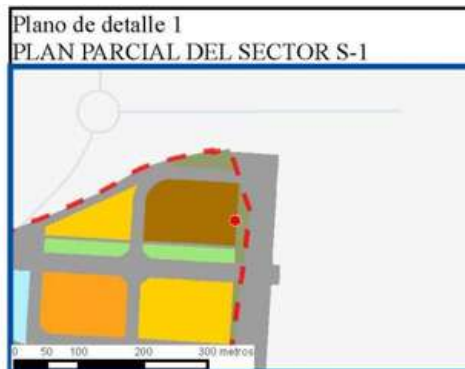 Plano de detalle 1
PLAN PARCIAL DEL SECTOR S-1
0 50 100 200 300 metros